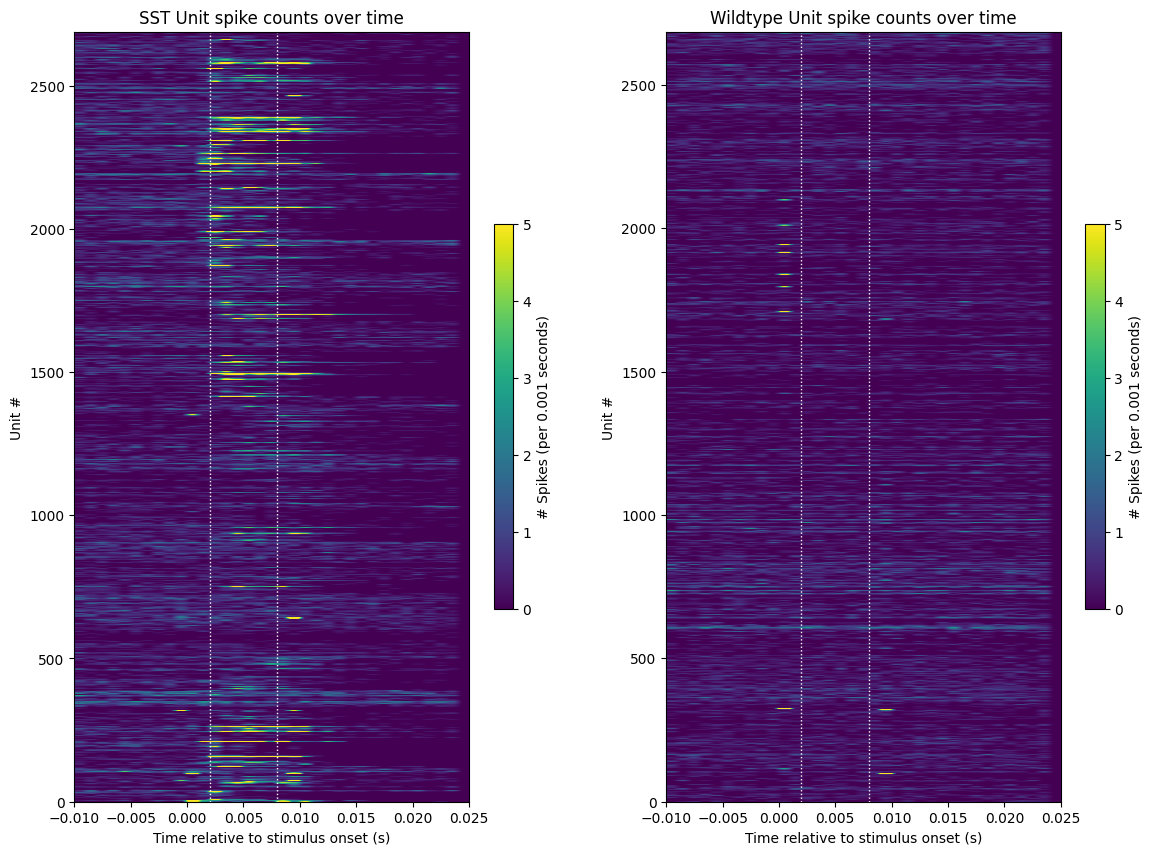 SST Unit spike counts over time
Unit #
2500
2000
1500
1000
500
0
−0.010 −0.005 0.000 0.005 0.010 0.015 0.020 0.025
Time relative to stimulus onset (s)
5
4
3
2
1
0
# Spikes (per 0.001 seconds)
Wildtype Unit spike counts over time
Unit #
2500
2000
1500
1000
500
0
−0.010 −0.005 0.000 0.005 0.010 0.015 0.020 0.025
Time relative to stimulus onset (s)
5
4
3
2
1
0
# Spikes (per 0.001 seconds)